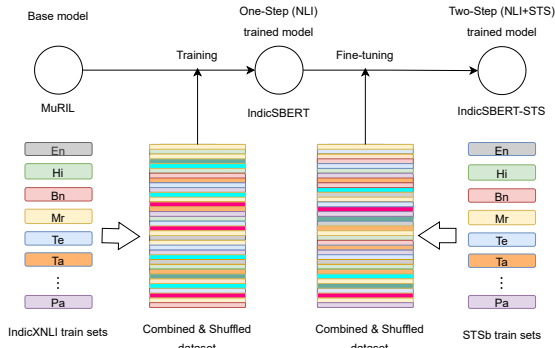 Base model
One-Step (NLI)
trained model
Two-Step (NLI+STS)
trained model
Training
Fine-tuning
MuRIL
IndicSBERT
IndicSBERT-STS
En
Hi
Bn
Mr
Te
Ta
Pa
En
Hi
Bn
Mr
Te
Ta
Pa
IndicXNLI train sets
Combined & Shuffled
dataset
Combined & Shuffled
dataset
STSb train sets